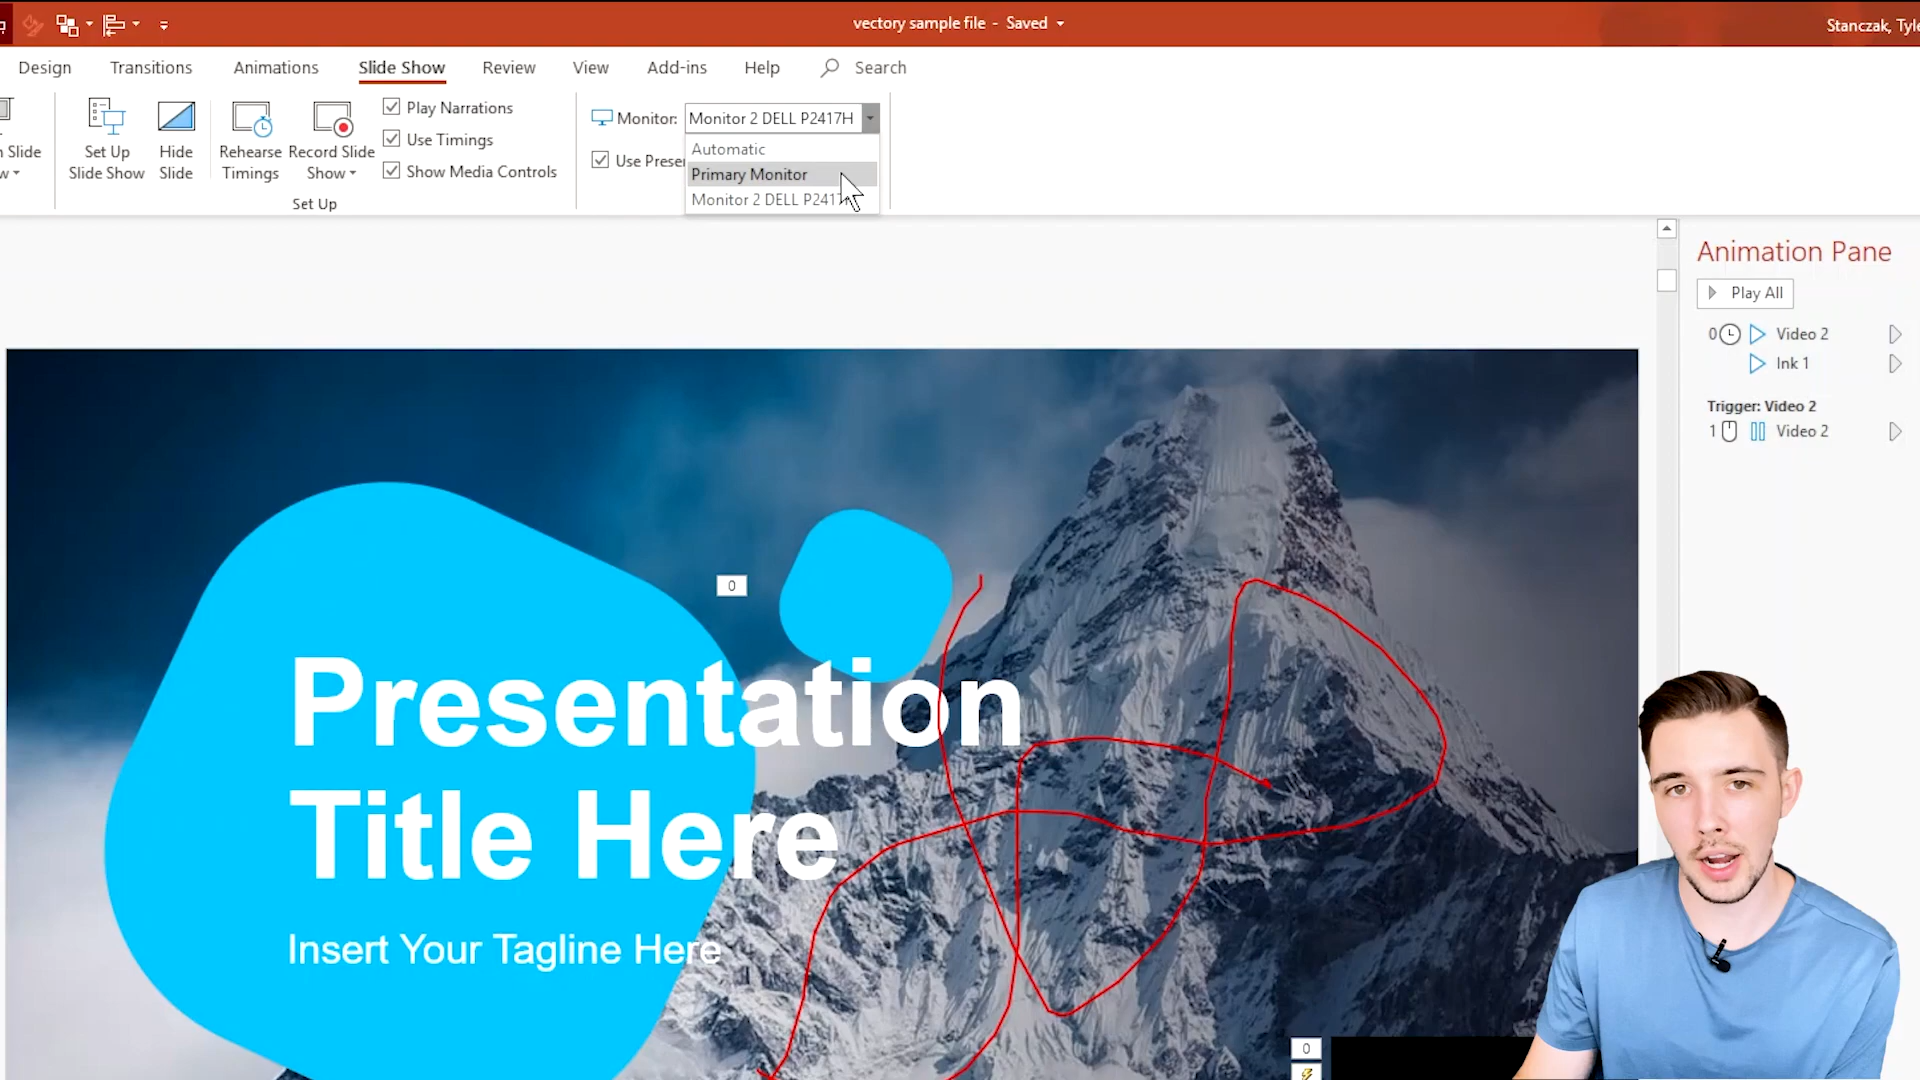 vectory sample file - Saved
Stanczak, Tyle
Design Transitions Animations Slide Show Review View Add-ins Help Search
Slide
Set Up
Slide Show
Hide
Slide
Rehearse
Timings
Record Slide
Show
Play Narrations
Use Timings
Show Media Controls
Set Up
Monitor: Monitor 2 DELL P2417H
Use Prese
Automatic
Primary Monitor
Monitor 2 DELL P241
Animation Pane
Play All
0 Video 2
Ink 1
Trigger: Video 2
1 Video 2
0
Presentation
Title Here
Insert Your Tagline Here
0